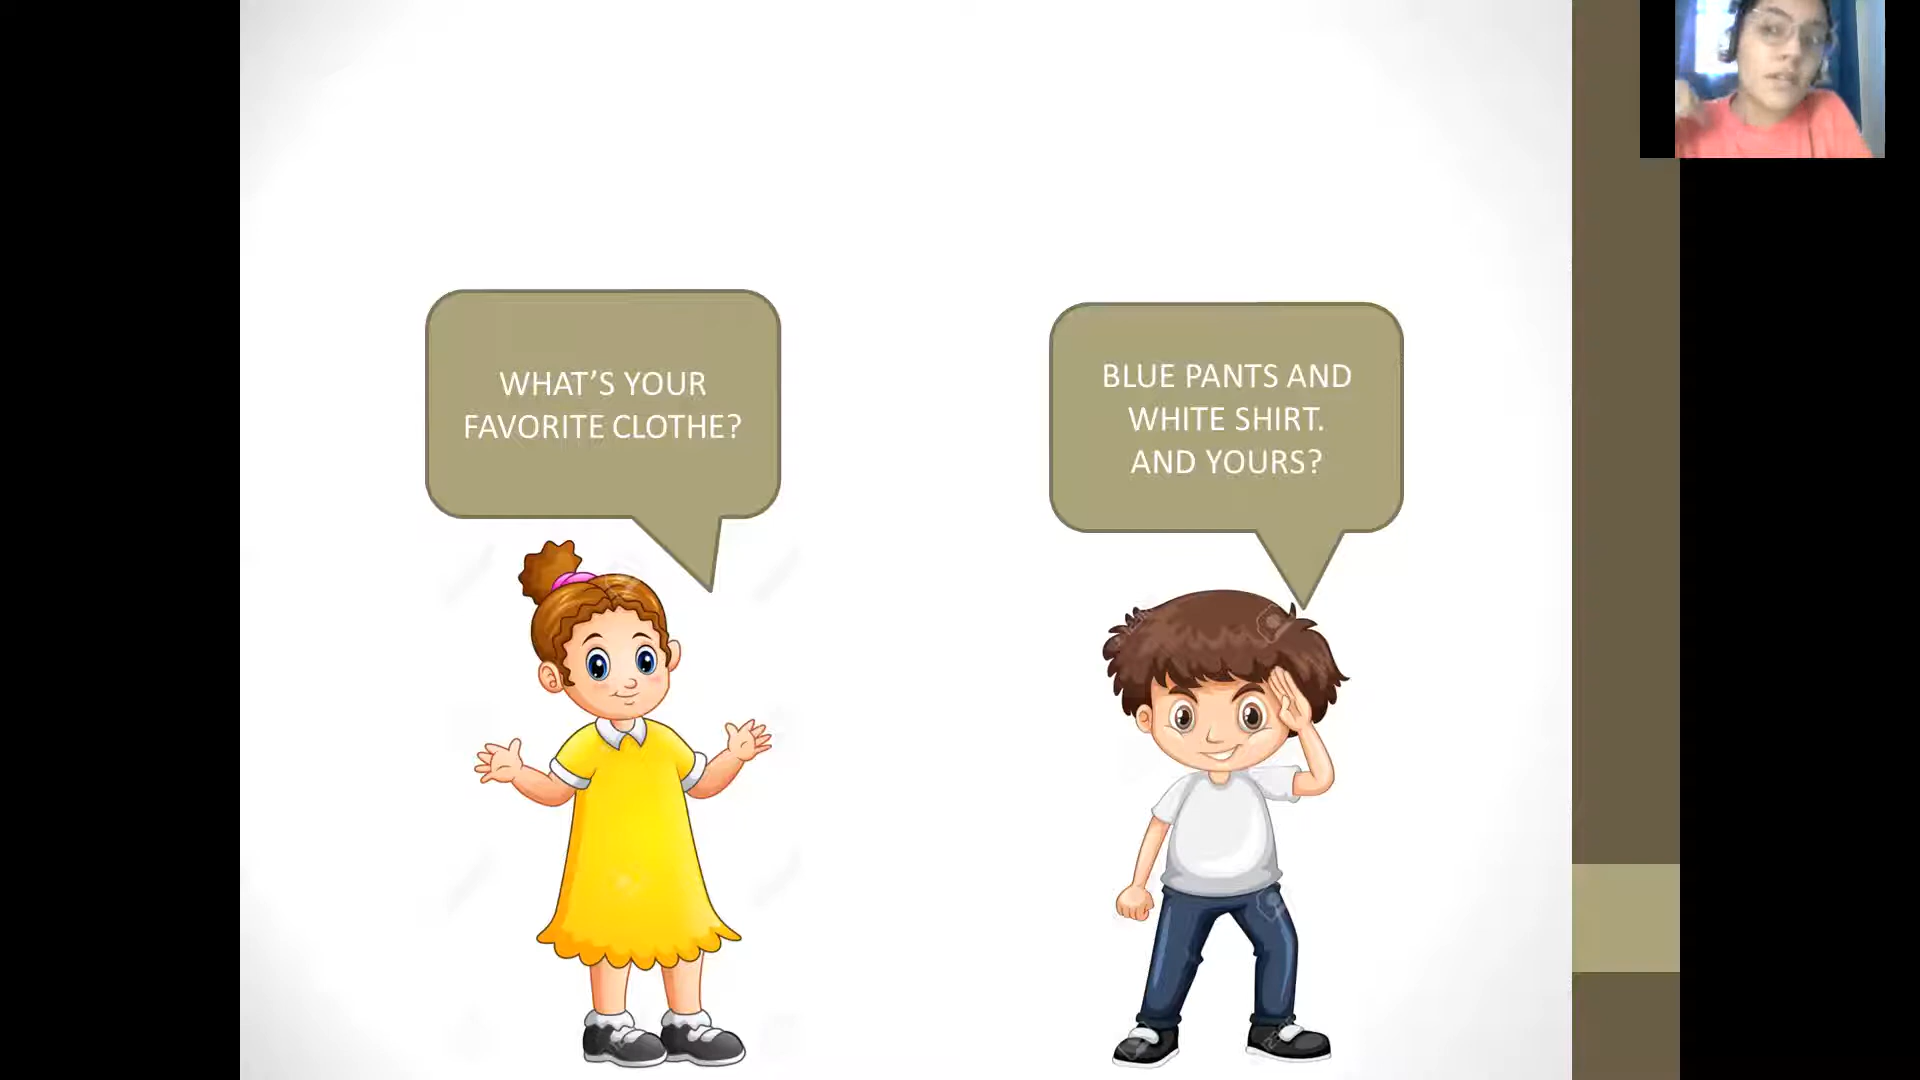 WHAT’S YOUR
FAVORITE CLOTHE?
BLUE PANTS AND
WHITE SHIRT.
AND YOURS?